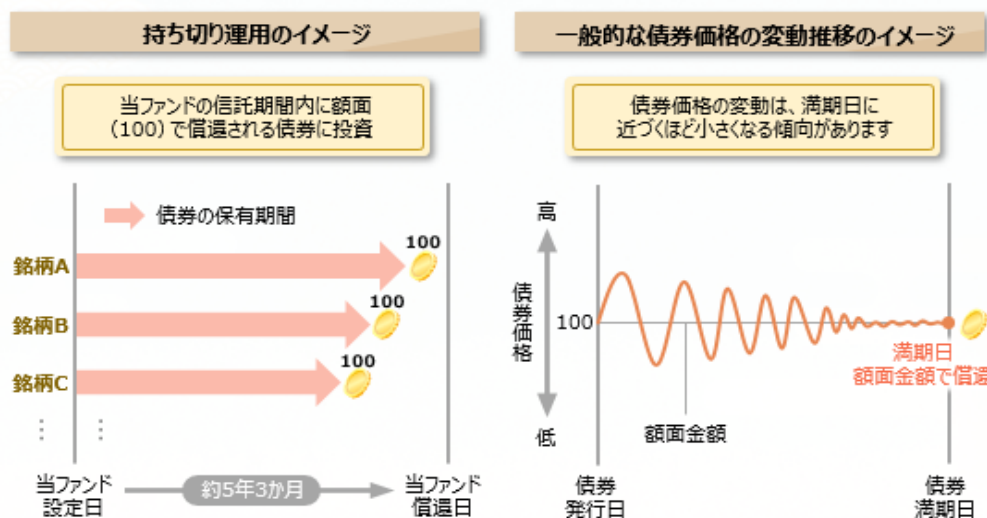 持ち切り運用のイメージ
当ファンドの信託期間内に額面
（100）で償還される債券に投資
債券の保有期間
銘柄A
100
銘柄B
100
銘柄C
100
当ファンド
設定日
約5年3か月
当ファンド
償還日
一般的な債券価格の変動推移のイメージ
債券価格の変動は、満期日に
近づくほど小さくなる傾向があります
高
債券価格
低
100
額面金額
満期日
額面金額で償還
債券
発行日
債券
満期日